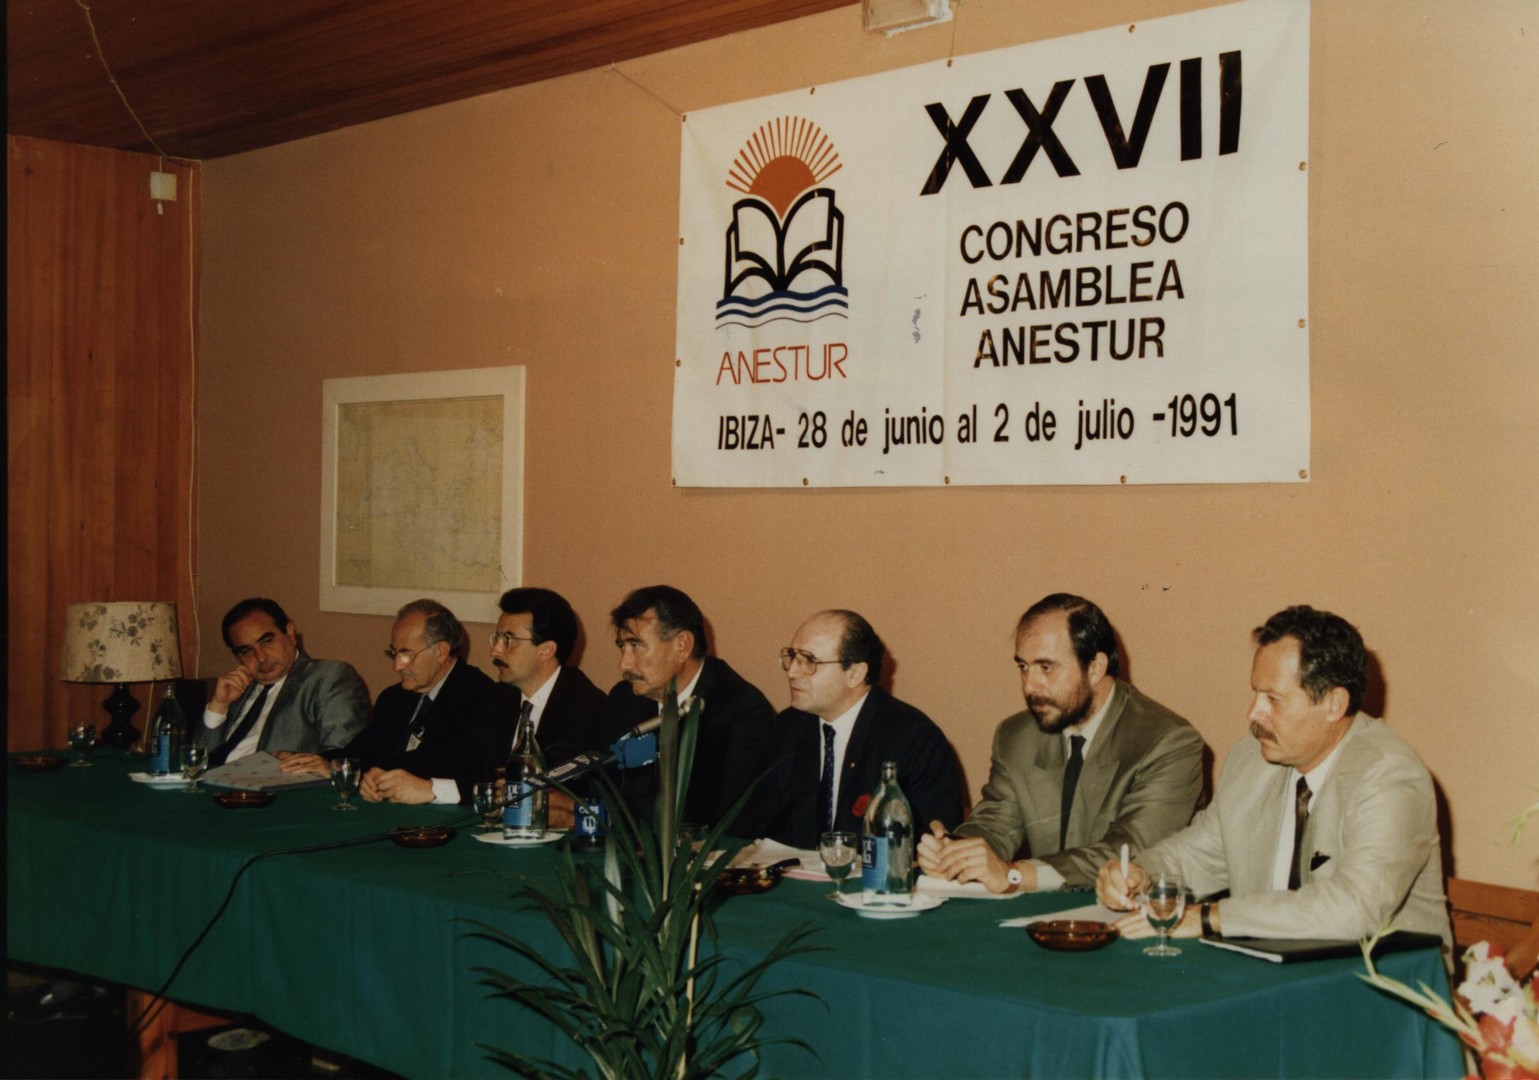 XXVII
CONGRESO
ASAMBLEA
ANESTUR
ANESTUR
IBIZA- 28 de junio al 2 de julio -1991